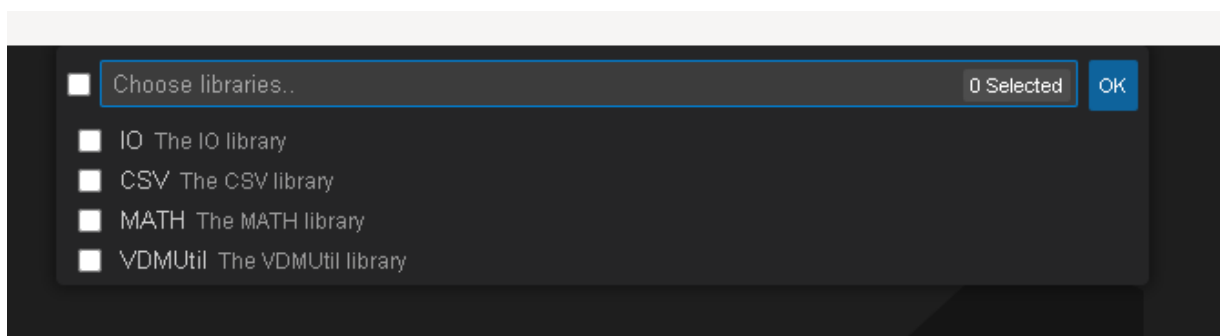 Choose libraries.. 0 Selected OK
IO The IO library
CSV The CSV library
MATH The MATH library
VDMUtil The VDMUtil library